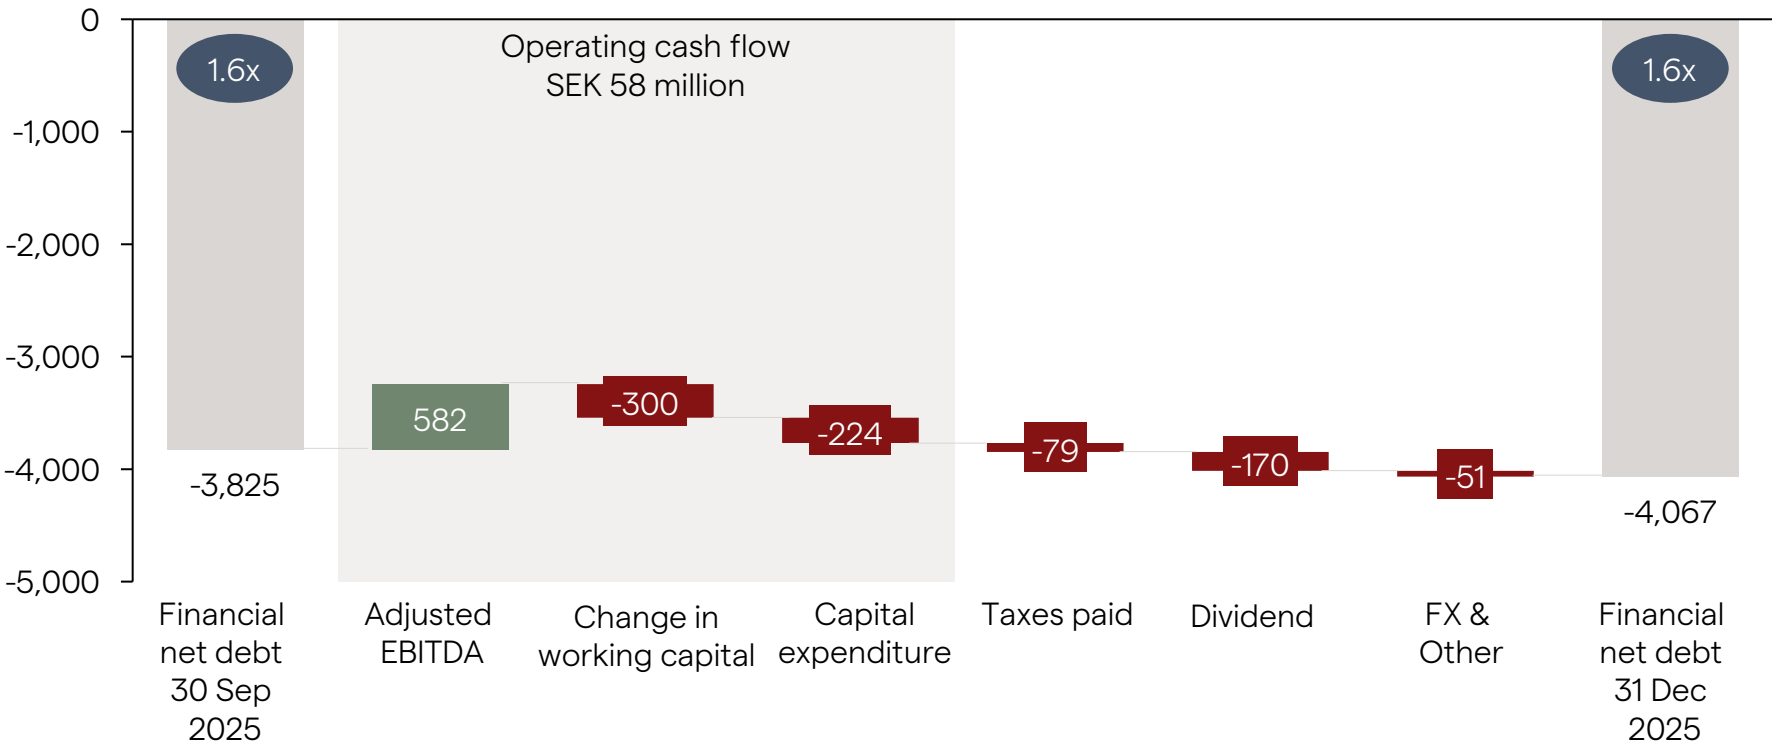 0
-1,000
-2,000
-3,000
-4,000
-5,000
Operating cash flow
SEK 58 million
1.6x
1.6x
-3,825
582
-300
-224
-79
-170
-51
-4,067
Financial
net debt
30 Sep
2025
Adjusted
EBITDA
Change in
working capital
Capital
expenditure
Taxes paid
Dividend
FX &
Other
Financial
net debt
31 Dec
2025